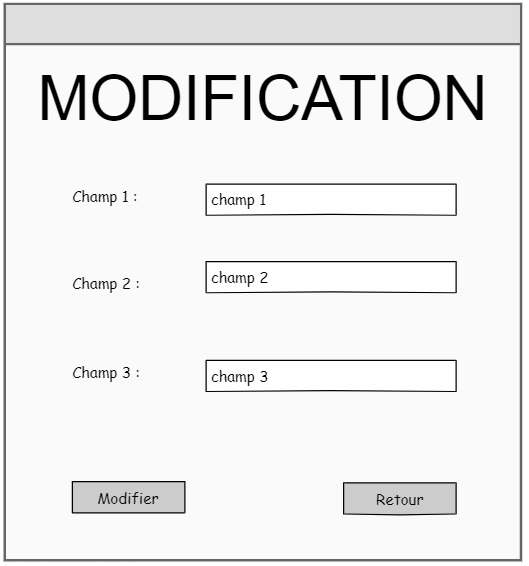 MODIFICATION
Champ 1 : champ 1
Champ 2 : champ 2
Champ 3 : champ 3
Modifier Retour